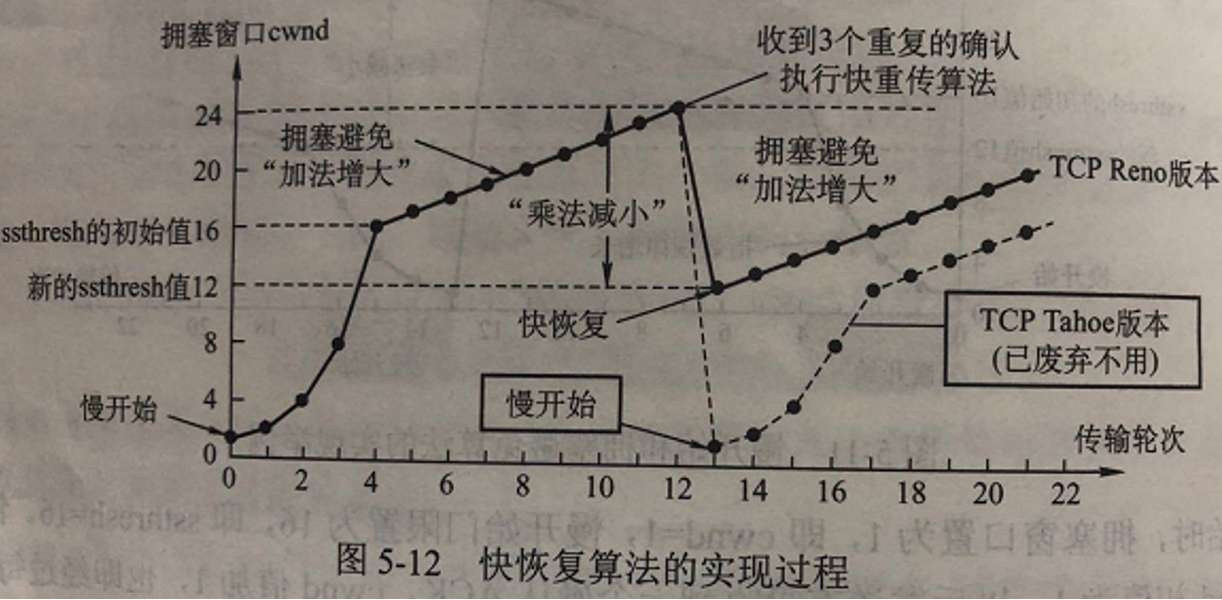 拥塞窗口cwnd
收到3个重复的确认
执行快重传算法
24
拥塞避免
“加法增大”
拥塞避免
“加法增大”
20
TCP Reno版本
“乘法减小”
ssthresh的初始值16
新的ssthresh值12
快恢复
TCP Tahoe版本
(已废弃不用)
8
慢开始
4
慢开始
传输轮次
0
0 2 4 6 8 10 12 14 16 18 20 22
图 5-12 快恢复算法的实现过程